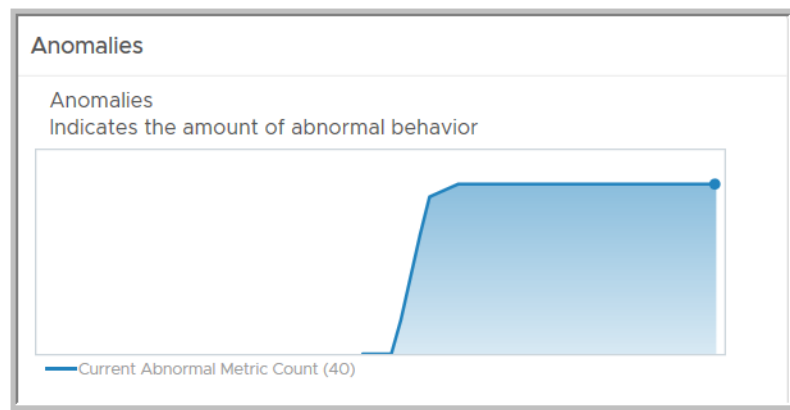 Anomalies
Anomalies
Indicates the amount of abnormal behavior
Current Abnormal Metric Count (40)